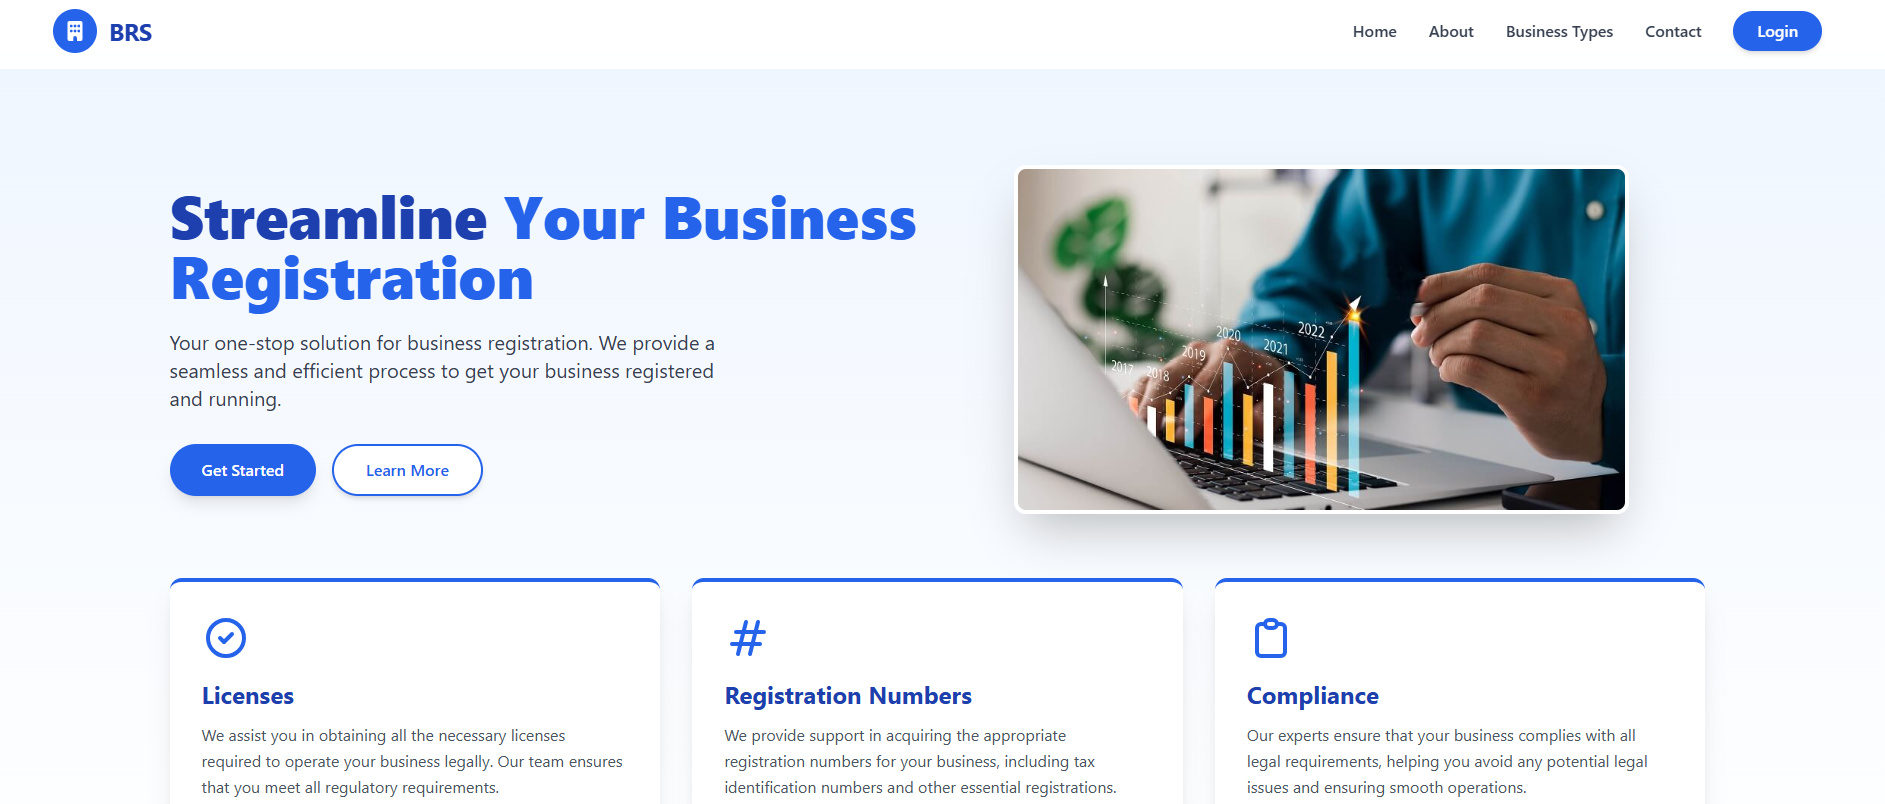 BRS
Home
About
Business Types
Contact
Login
Streamline Your Business
Registration
Your one-stop solution for business registration. We provide a
seamless and efficient process to get your business registered
and running.
Get Started
Learn More
2017
2018
2019
2020
2021
2022
Licenses
We assist you in obtaining all the necessary licenses
required to operate your business legally. Our team ensures
that you meet all regulatory requirements.
Registration Numbers
We provide support in acquiring the appropriate
registration numbers for your business, including tax
identification numbers and other essential registrations.
Compliance
Our experts ensure that your business complies with all
legal requirements, helping you avoid any potential legal
issues and ensuring smooth operations.